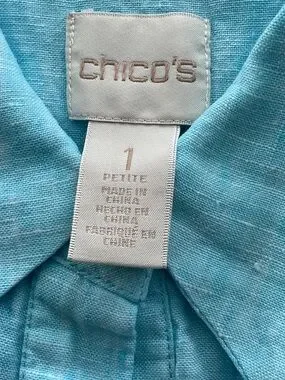 chico's
1
PETITE
MADE IN
CHINA
HECHO EN
CHINA
FABRIQUÉ EN
CHINE